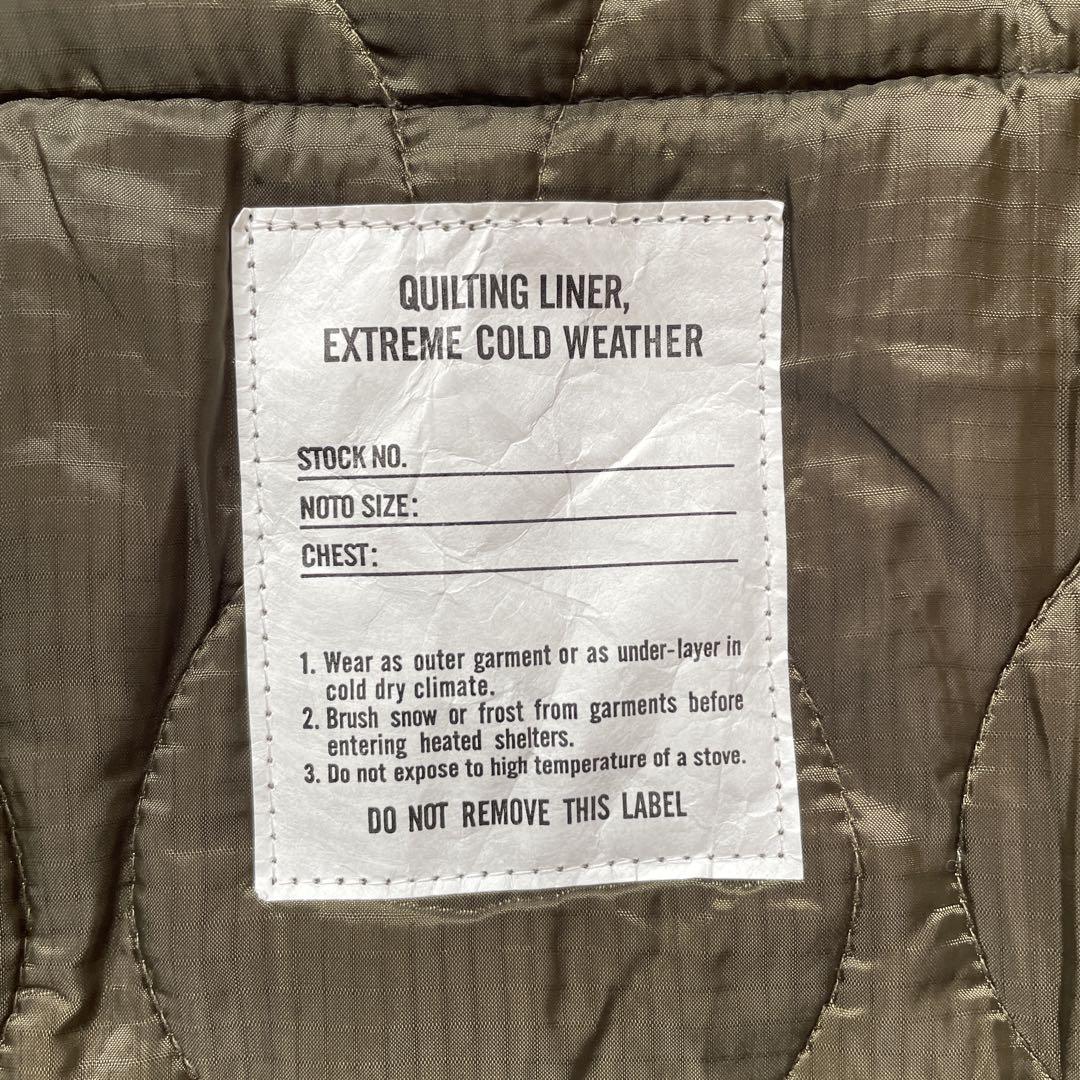 QUILTING LINER,
EXTREME COLD WEATHER
STOCK NO.
NOTO SIZE:
CHEST:
1. Wear as outer garment or as under-layer in
cold dry climate.
2. Brush snow or frost from garments before
entering heated shelters.
3. Do not expose to high temperature of a stove.
DO NOT REMOVE THIS LABEL